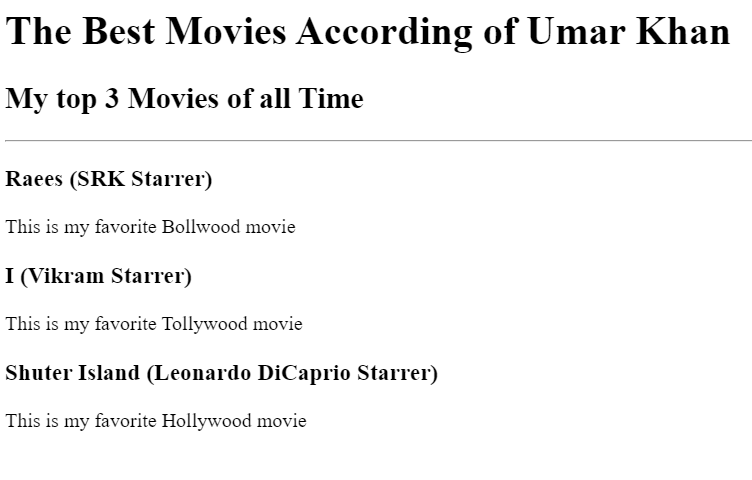 The Best Movies According of Umar Khan
My top 3 Movies of all Time
Raees (SRK Starrer)
This is my favorite Bollwood movie
I (Vikram Starrer)
This is my favorite Tollywood movie
Shuter Island (Leonardo DiCaprio Starrer)
This is my favorite Hollywood movie